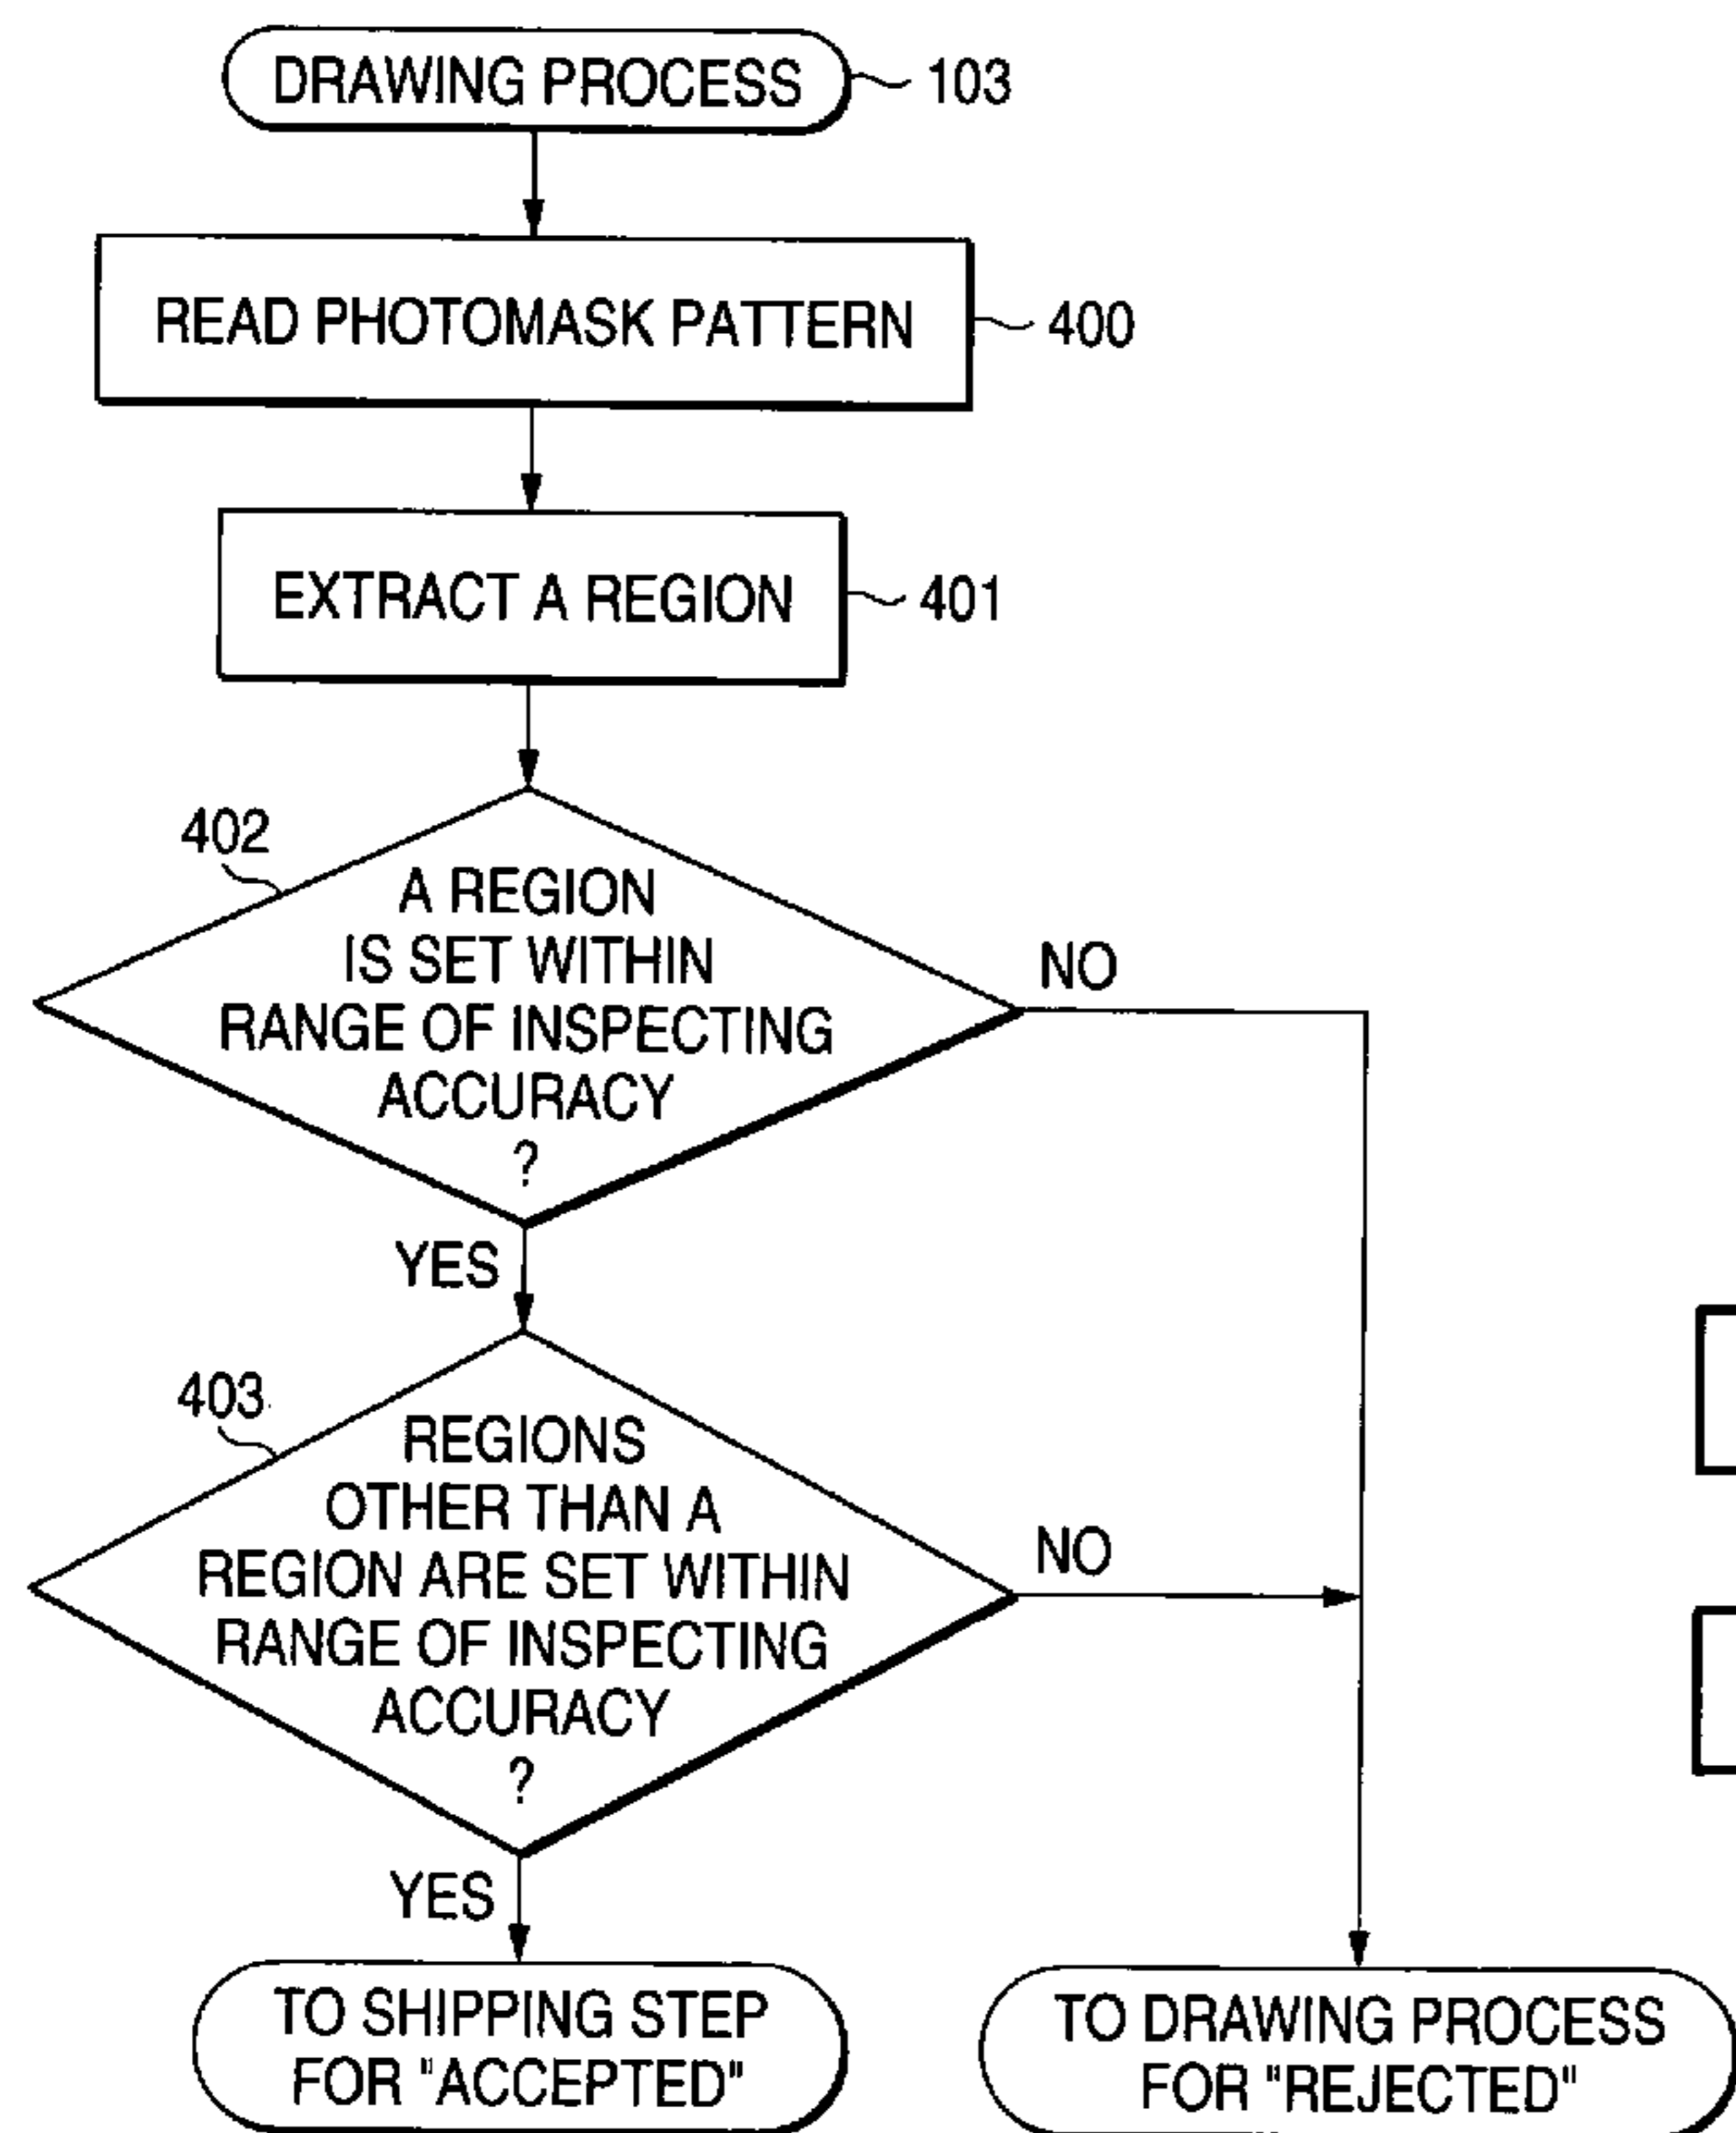 DRAWING PROCESS
103
READ PHOTOMASK PATTERN
400
EXTRACT A REGION
401
402
A REGION
IS SET WITHIN
RANGE OF INSPECTING
ACCURACY
?
NO
YES
403
REGIONS
OTHER THAN A
REGION ARE SET WITHIN
RANGE OF INSPECTING
ACCURACY
?
NO
YES
TO SHIPPING STEP
FOR "ACCEPTED"
TO DRAWING PROCESS
FOR "REJECTED"